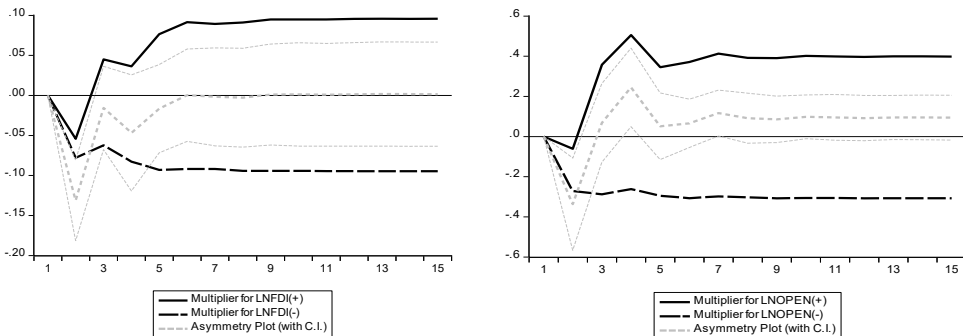 .10
.05
.00
-.05
-.10
-.15
-.20
1 3 5 7 9 11 13 15
Multiplier for LNFDI(+)
Multiplier for LNFDI(-)
Asymmetry Plot (with C.I.)
.6
.4
.2
.0
-.2
-.4
-.6
1 3 5 7 9 11 13 15
Multiplier for LNOPEN(+)
Multiplier for LNOPEN(-)
Asymmetry Plot (with C.I.)